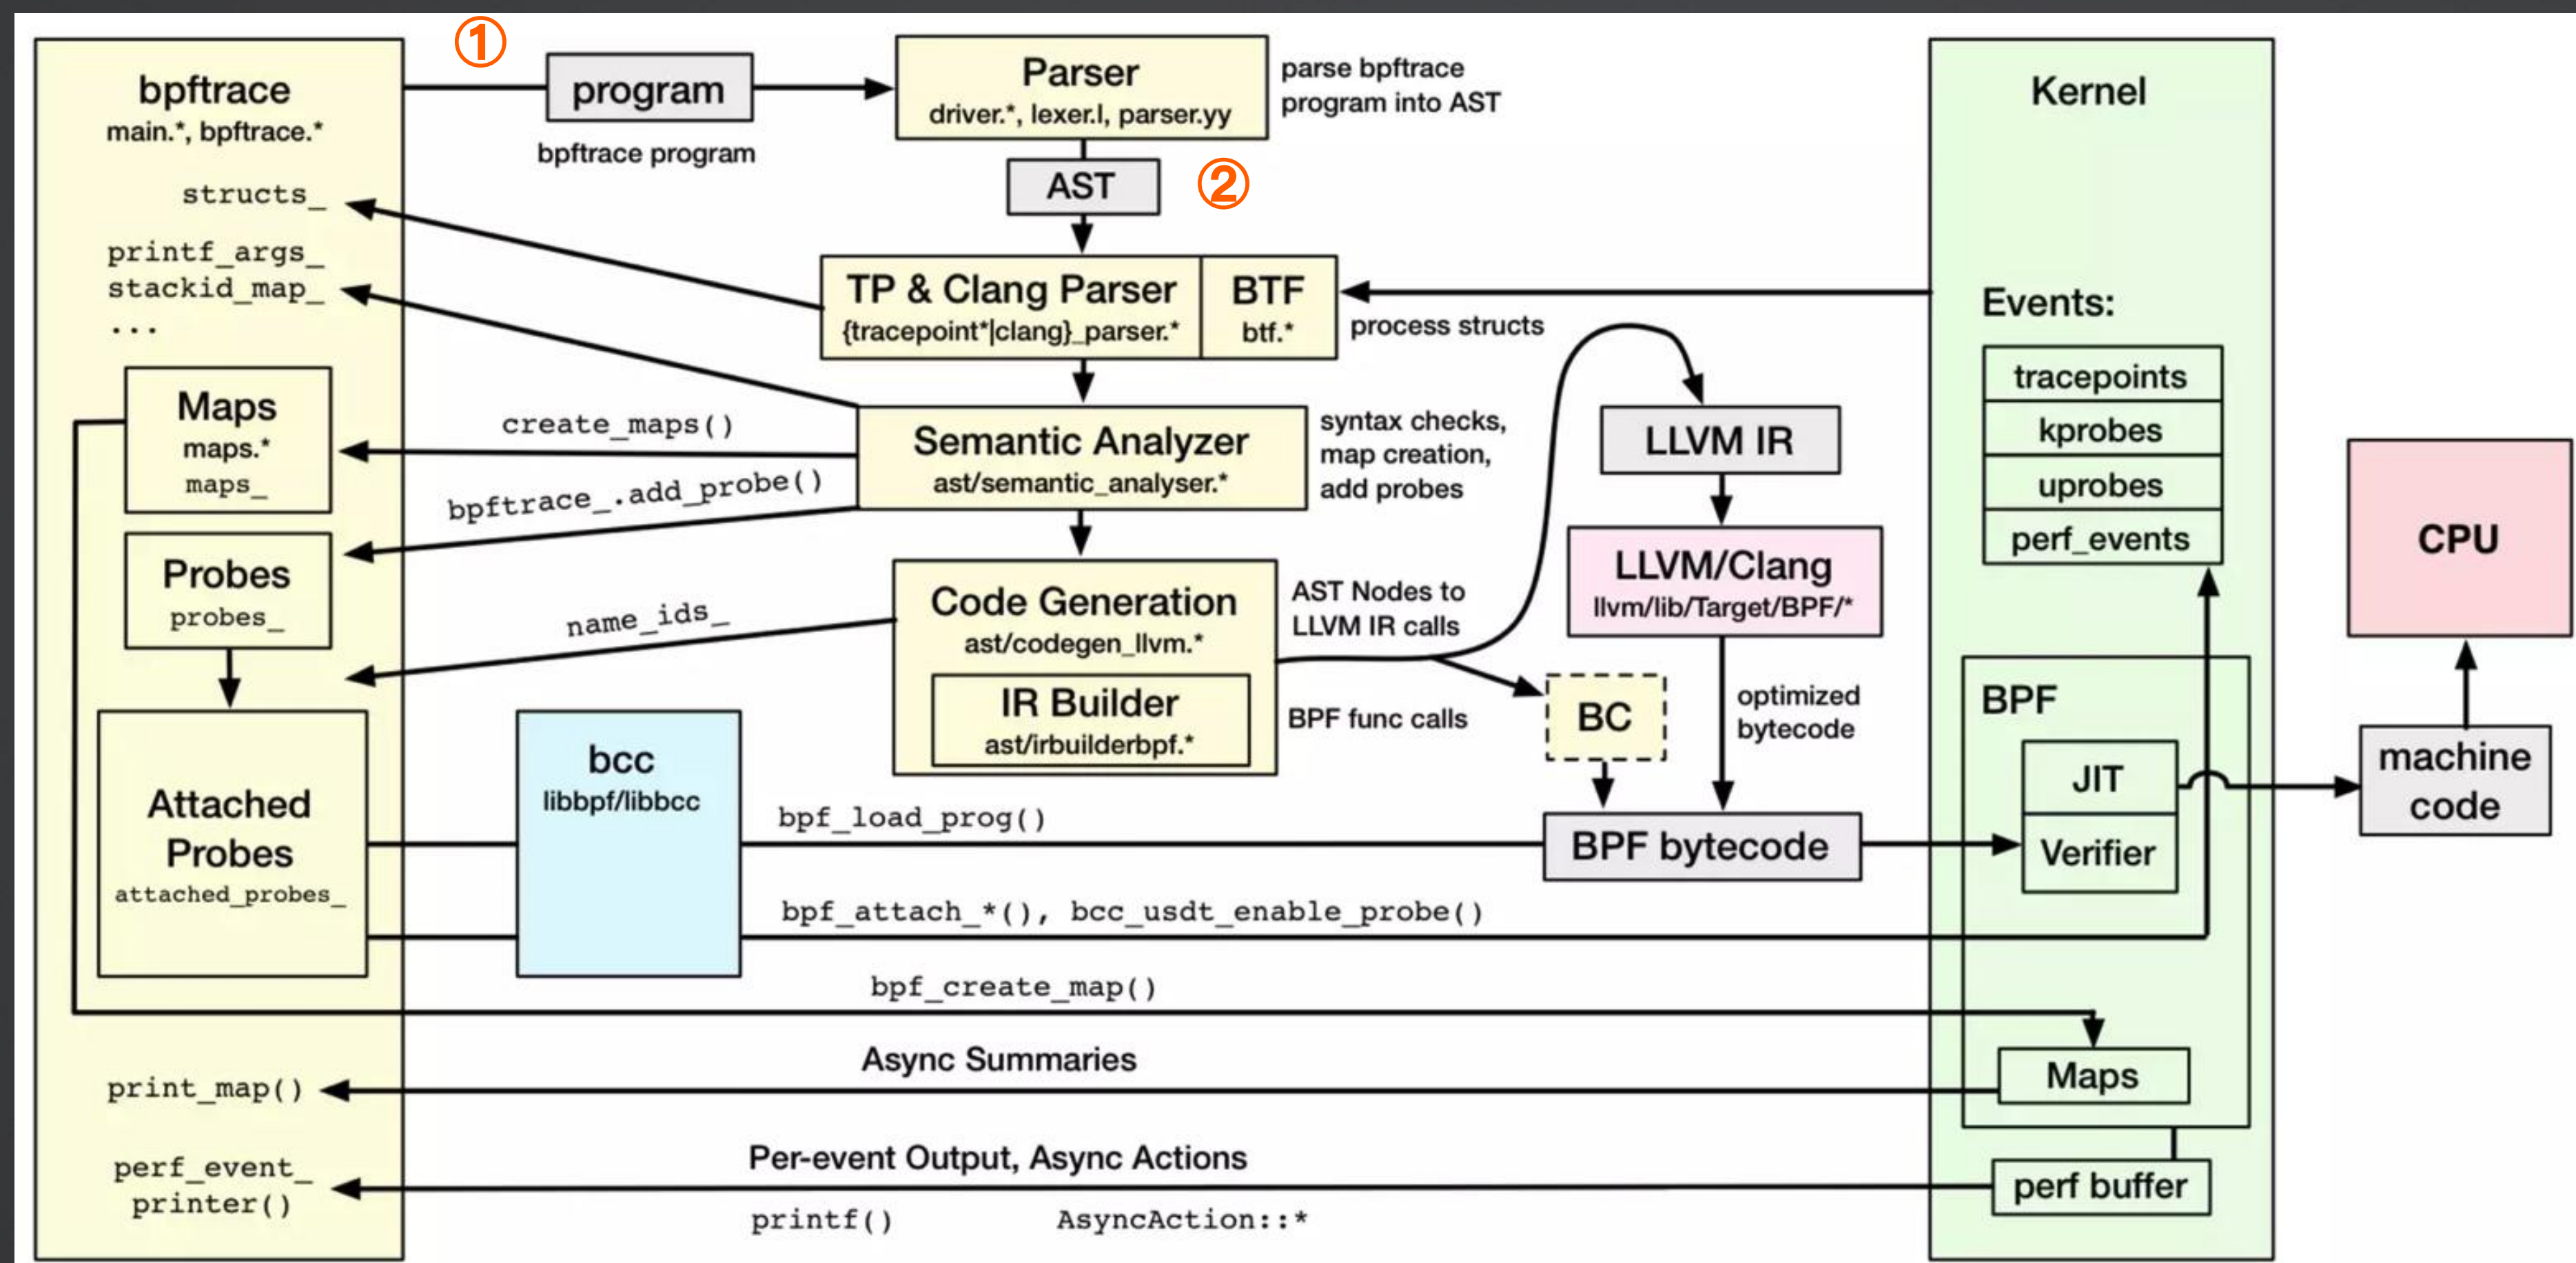 ①
bpftrace
main.*, bpftrace.*
structs_
printf_args_
stackid_map_
...
Maps
maps.*
maps_
Probes
probes_
Attached
Probes
attached_probes_
print_map()
perf_event_
printer()
program
bpftrace program
Parser
driver.*, lexer.l, parser.yy
parse bpftrace
program into AST
AST
②
TP & Clang Parser
{tracepoint*|clang}_parser.*
BTF
btf.*
process structs
create_maps()
bpftrace_.add_probe()
Semantic Analyzer
ast/semantic_analyser.*
syntax checks,
map creation,
add probes
name_ids_
Code Generation
ast/codegen_llvm.*
IR Builder
ast/irbuilderbpf.*
AST Nodes to
LLVM IR calls
BPF func calls
LLVM IR
LLVM/Clang
llvm/lib/Target/BPF/*
BC
optimized
bytecode
bcc
libbpf/libbcc
bpf_load_prog()
BPF bytecode
bpf_attach_*(), bcc_usdt_enable_probe()
bpf_create_map()
Async Summaries
Per-event Output, Async Actions
printf()
AsyncAction::*
Kernel
Events:
tracepoints
kprobes
uprobes
perf_events
BPF
JIT
Verifier
Maps
perf buffer
CPU
machine
code